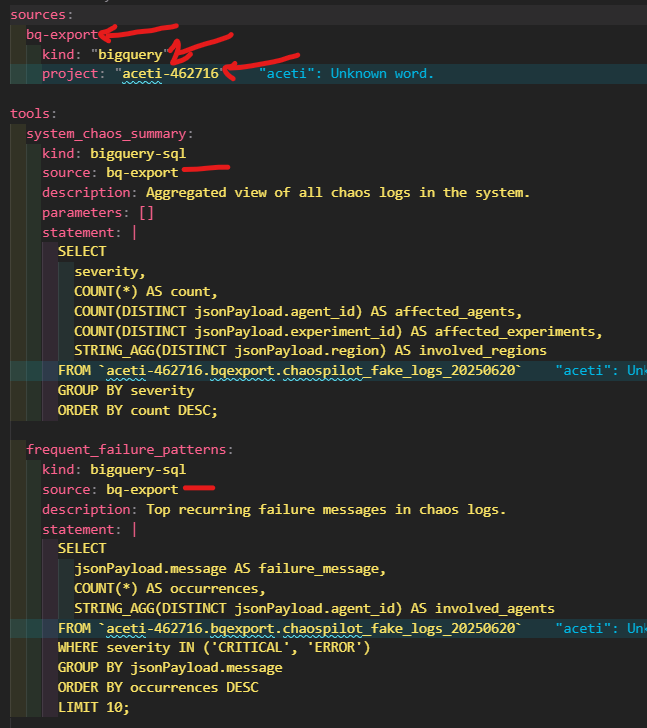 sources:
bq-export
kind: "bigquery"
project: "aceti-462716" "aceti": Unknown word.
tools:
system_chaos_summary:
kind: bigquery-sql
source: bq-export
description: Aggregated view of all chaos logs in the system.
parameters: []
statement: |
SELECT
severity,
COUNT(*) AS count,
COUNT(DISTINCT jsonPayload.agent_id) AS affected_agents,
COUNT(DISTINCT jsonPayload.experiment_id) AS affected_experiments,
STRING_AGG(DISTINCT jsonPayload.region) AS involved_regions
FROM `aceti-462716.bqexport.chaospilot_fake_logs_20250620` "aceti": Un
GROUP BY severity
ORDER BY count DESC;
frequent_failure_patterns:
kind: bigquery-sql
source: bq-export
description: Top recurring failure messages in chaos logs.
statement: |
SELECT
jsonPayload.message AS failure_message,
COUNT(*) AS occurrences,
STRING_AGG(DISTINCT jsonPayload.agent_id) AS involved_agents
FROM `aceti-462716.bqexport.chaospilot_fake_logs_20250620` "aceti": Un
WHERE severity IN ('CRITICAL', 'ERROR')
GROUP BY jsonPayload.message
ORDER BY occurrences DESC
LIMIT 10;